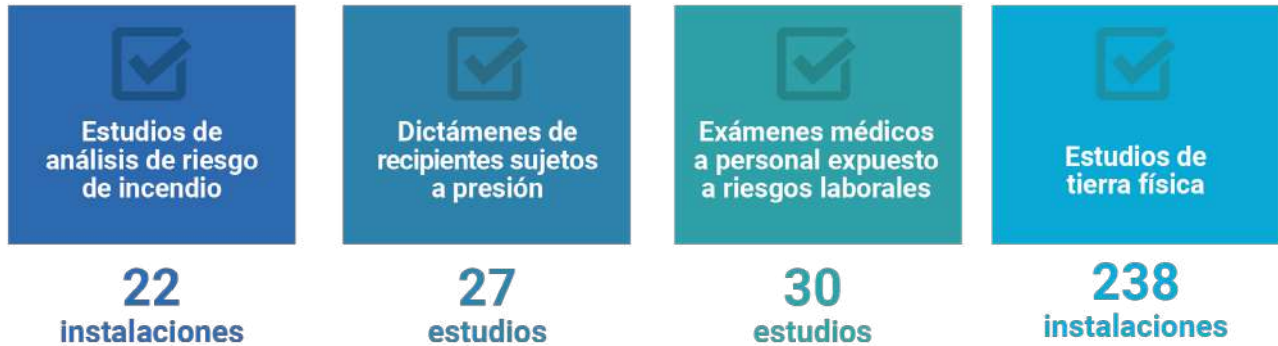 Estudios de
análisis de riesgo
de incendio
22
instalaciones
Dictámenes de
recipientes sujetos
a presión
27
estudios
Exámenes médicos
a personal expuesto
a riesgos laborales
30
estudios
Estudios de
tierra física
238
instalaciones